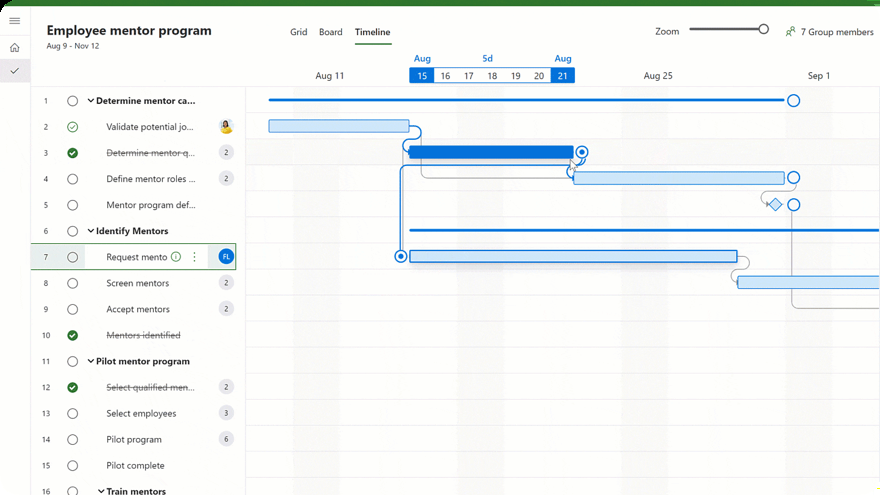 Employee mentor program
Aug 9 - Nov 12
Grid Board Timeline
Zoom
7 Group members
Aug 5d Aug
Aug 11 15 16 17 18 19 20 21 Aug 25 Sep 1
1 Determine mentor ca...
2 Validate potential jo...
3 Determine mentor q... 2
4 Define mentor roles ... 2
5 Mentor program def...
6 Identify Mentors
7 Request mento FL
8 Screen mentors 2
9 Accept mentors 2
10 Mentors identified
11 Pilot mentor program
12 Select qualified men... 2
13 Select employees 3
14 Pilot program 6
15 Pilot complete
16 Train mentors